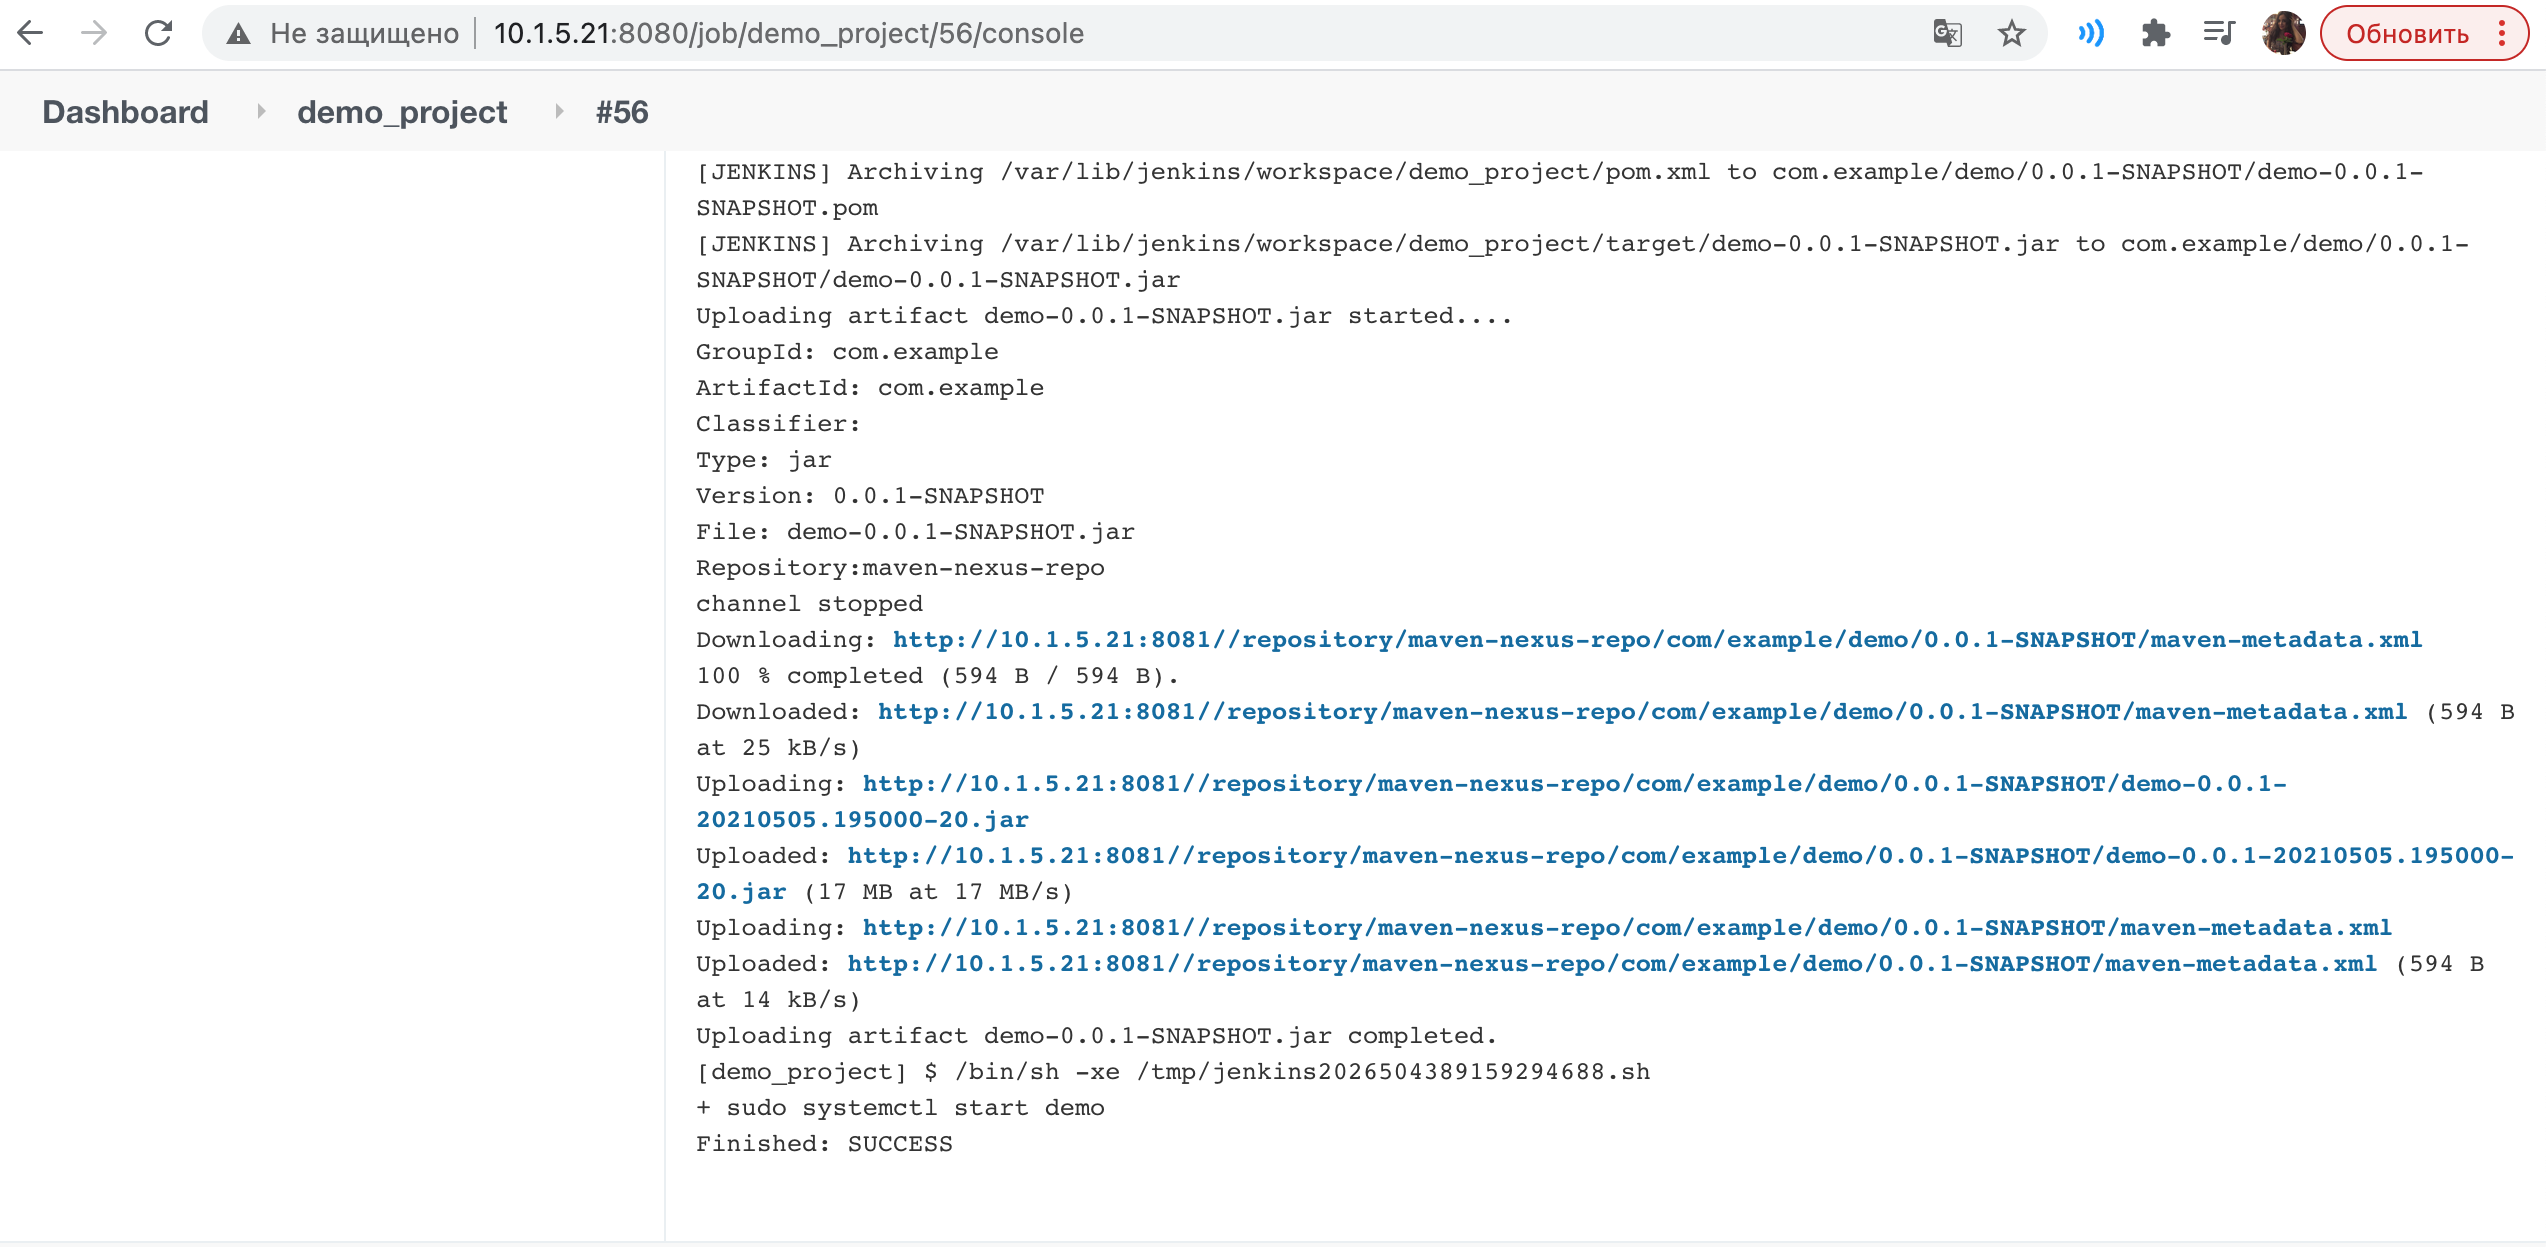 Не защищено
10.1.5.21:8080/job/demo_project/56/console
Обновить
Dashboard
demo_project
#56
[JENKINS] Archiving /var/lib/jenkins/workspace/demo_project/pom.xml to com.example/demo/0.0.1-SNAPSHOT/demo-0.0.1-
SNAPSHOT.pom
[JENKINS] Archiving /var/lib/jenkins/workspace/demo_project/target/demo-0.0.1-SNAPSHOT.jar to com.example/demo/0.0.1-
SNAPSHOT/demo-0.0.1-SNAPSHOT.jar
Uploading artifact demo-0.0.1-SNAPSHOT.jar started....
GroupId: com.example
ArtifactId: com.example
Classifier:
Type: jar
Version: 0.0.1-SNAPSHOT
File: demo-0.0.1-SNAPSHOT.jar
Repository:maven-nexus-repo
channel stopped
Downloading: http://10.1.5.21:8081//repository/maven-nexus-repo/com/example/demo/0.0.1-SNAPSHOT/maven-metadata.xml
100 % completed (594 B / 594 B).
Downloaded: http://10.1.5.21:8081//repository/maven-nexus-repo/com/example/demo/0.0.1-SNAPSHOT/maven-metadata.xml (594 B
at 25 kB/s)
Uploading: http://10.1.5.21:8081//repository/maven-nexus-repo/com/example/demo/0.0.1-SNAPSHOT/demo-0.0.1-
20210505.195000-20.jar
Uploaded: http://10.1.5.21:8081//repository/maven-nexus-repo/com/example/demo/0.0.1-SNAPSHOT/demo-0.0.1-20210505.195000-
20.jar (17 MB at 17 MB/s)
Uploading: http://10.1.5.21:8081//repository/maven-nexus-repo/com/example/demo/0.0.1-SNAPSHOT/maven-metadata.xml
Uploaded: http://10.1.5.21:8081//repository/maven-nexus-repo/com/example/demo/0.0.1-SNAPSHOT/maven-metadata.xml (594 B
at 14 kB/s)
Uploading artifact demo-0.0.1-SNAPSHOT.jar completed.
[demo_project] $ /bin/sh -xe /tmp/jenkins2026504389159294688.sh
+ sudo systemctl start demo
Finished: SUCCESS